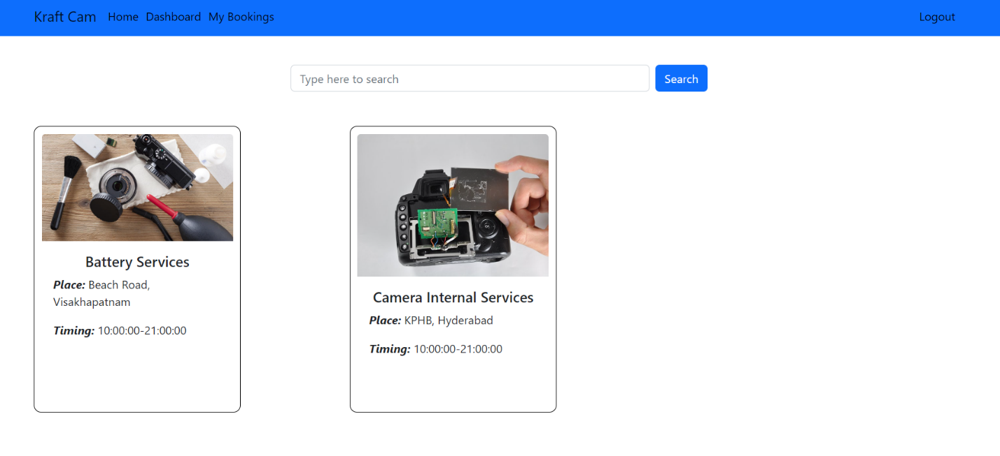 Kraft Cam Home Dashboard My Bookings Logout
Type here to search Search
Battery Services
Place: Beach Road,
Visakhapatnam
Timing: 10:00:00-21:00:00
Camera Internal Services
Place: KPHB, Hyderabad
Timing: 10:00:00-21:00:00